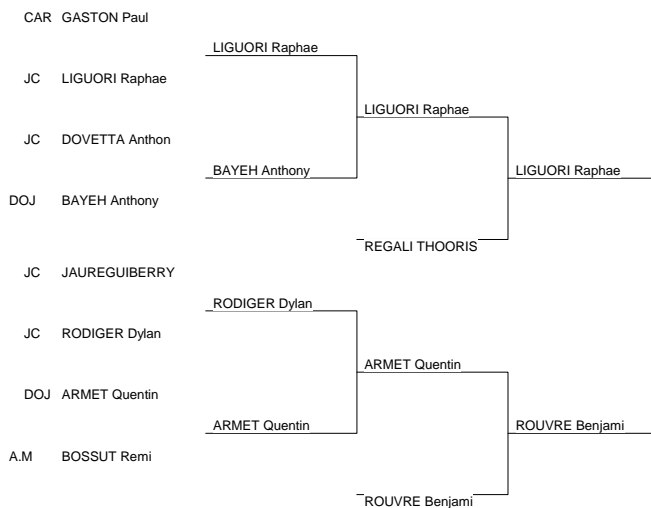 CAR GASTON Paul
LIGUORI Raphae
JC LIGUORI Raphae
LIGUORI Raphae
JC DOVETTA Anthon
BAYEH Anthony
LIGUORI Raphae
DOJ BAYEH Anthony
REGALI THOORIS
JC JAUREGUIBERRY
RODIGER Dylan
JC RODIGER Dylan
ARMET Quentin
DOJ ARMET Quentin
ARMET Quentin
ROUVRE Benjami
A.M BOSSUT Remi
ROUVRE Benjami